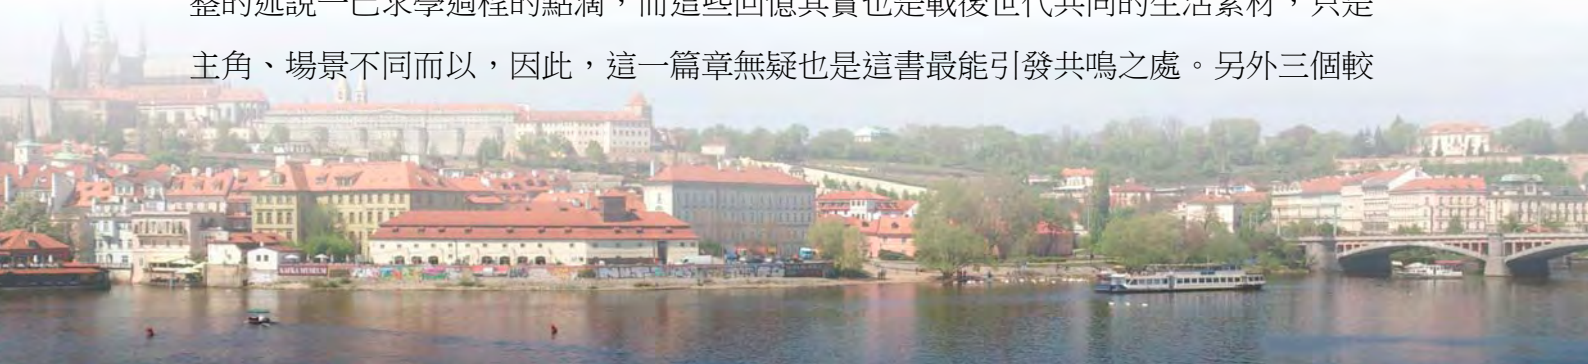 整的述說一己求學過程的點滴，而這些回憶其實也是戰後世代共同的生活素材，只是
主角、場景不同而以，因此，這一篇章無疑也是這書最能引發共鳴之處。另外三個較
KAFKA MUSEUM